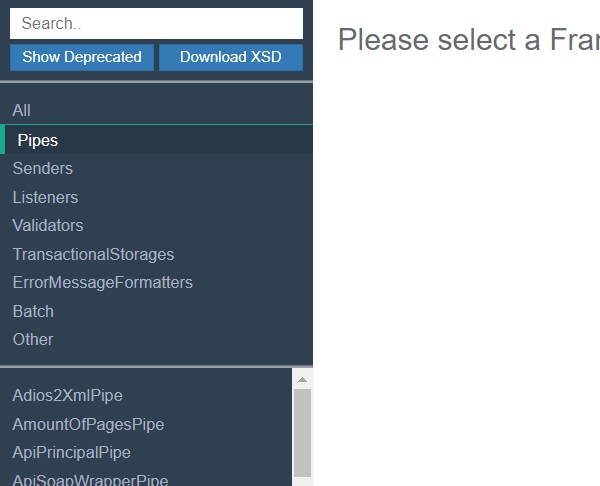 Search..
Show Deprecated Download XSD
Please select a
All
Pipes
Senders
Listeners
Validators
TransactionalStorages
ErrorMessageFormatters
Batch
Other
Adios2XmlPipe
AmountOfPagesPipe
ApiPrincipalPipe
ApiSoapWrapperPipe